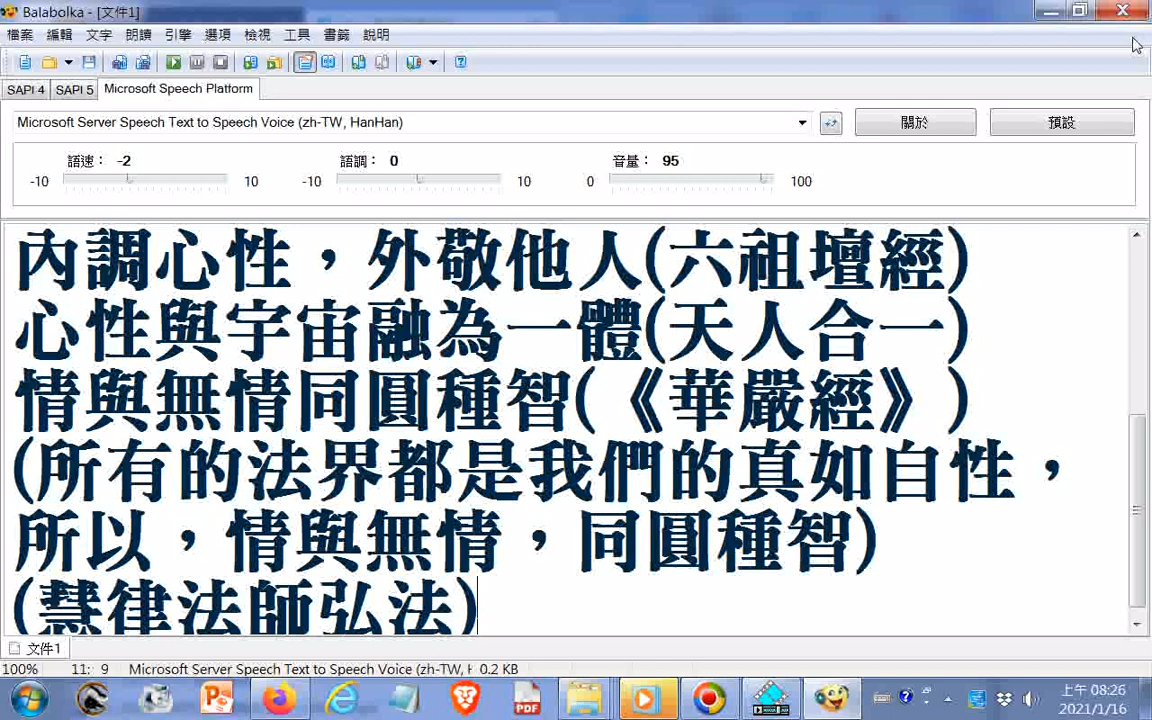 Balabolka - [文件1]
檔案 編輯 文字 朗讀 引擎 選項 檢視 工具 書籤 說明
SAPI 4 SAPI 5 Microsoft Speech Platform
Microsoft Server Speech Text to Speech Voice (zh-TW, HanHan) 關於 預設
語速： -2 語調： 0 音量： 95
-10 10 -10 10 0 100
內調心性，外敬他人(六祖壇經)
心性與宇宙融為一體(天人合一)
情與無情同圓種智(《華嚴經》)
(所有的法界都是我們的真如自性，
所以，情與無情，同圓種智)
(慧律法師弘法)
文件1
100% 11: 9 Microsoft Server Speech Text to Speech Voice (zh-TW, H 0.2 KB
上午 08:26
2021/1/16